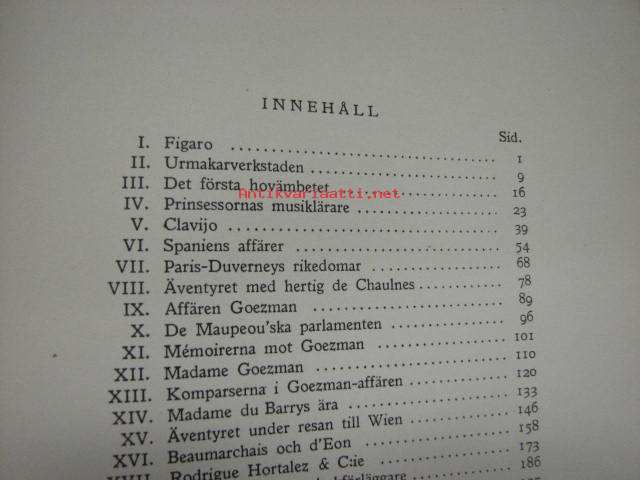 INNEHÅLL
Sid.
I. Figaro 1
II. Urmakarverkstaden 9
III. Det första hovämbetet 16
Antikvariaatti.net
IV. Prinsessornas musiklärare 23
V. Clavijo 39
VI. Spaniens affärer 54
VII. Paris-Duverneys rikedomar 68
VIII. Äventyret med hertig de Chaulnes 78
IX. Affären Goezman 89
X. De Maupeou'ska parlamenten 96
XI. Mémoirerna mot Goezman 101
XII. Madame Goezman 110
XIII. Komparserna i Goezman-affären 120
XIV. Madame du Barrys ära 133
XV. Äventyret under resan till Wien 146
XVI. Beaumarchais och d'Eon 158
XVII. Rodrigue Hortalez & C:ie 173
186